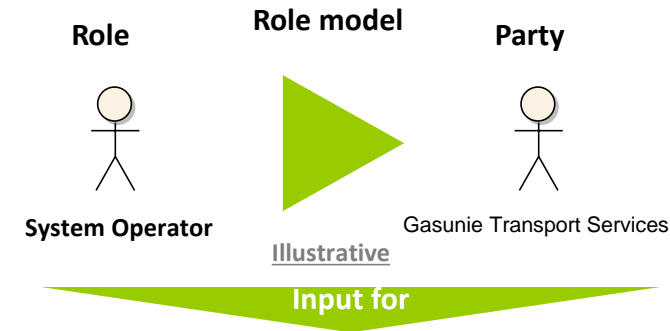 Role
Role model
Party
System Operator
Gasunie Transport Services
Illustrative
Input for